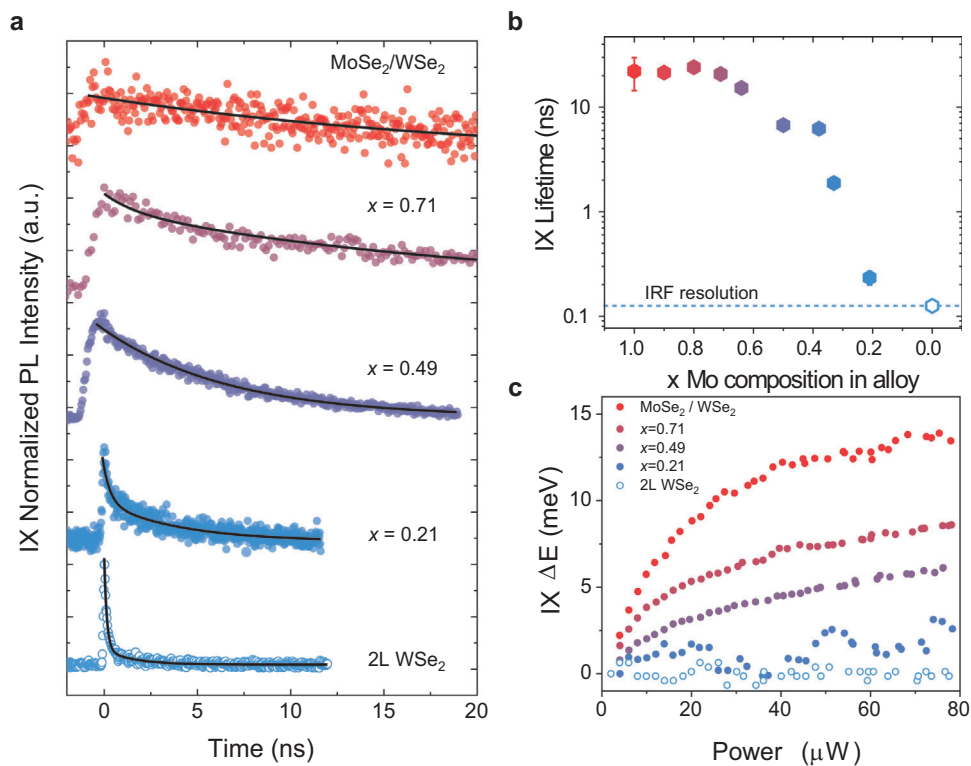 a
MoSe₂/WSe₂
x = 0.71
x = 0.49
x = 0.21
2L WSe₂
IX Normalized PL Intensity (a.u.)
0 5 10 15 20
Time (ns)
b
10
1
0.1
IX Lifetime (ns)
IRF resolution
1.0 0.8 0.6 0.4 0.2 0.0
x Mo composition in alloy
c
MoSe₂ / WSe₂
x=0.71
x=0.49
x=0.21
2L WSe₂
15
10
5
0
IX ΔE (meV)
0 20 40 60 80
Power (μW)